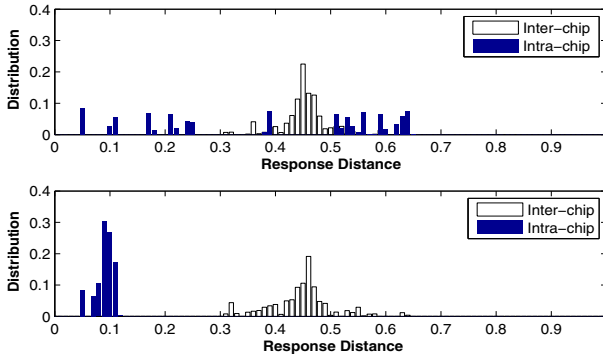 0.4
0.3
0.2
0.1
0
Distribution
Inter−chip
Intra−chip
0.1 0.2 0.3 0.4 0.5 0.6 0.7 0.8 0.9
Response Distance
0.4
0.3
0.2
0.1
0
Distribution
Inter−chip
Intra−chip
0 0.1 0.2 0.3 0.4 0.5 0.6 0.7 0.8 0.9
Response Distance